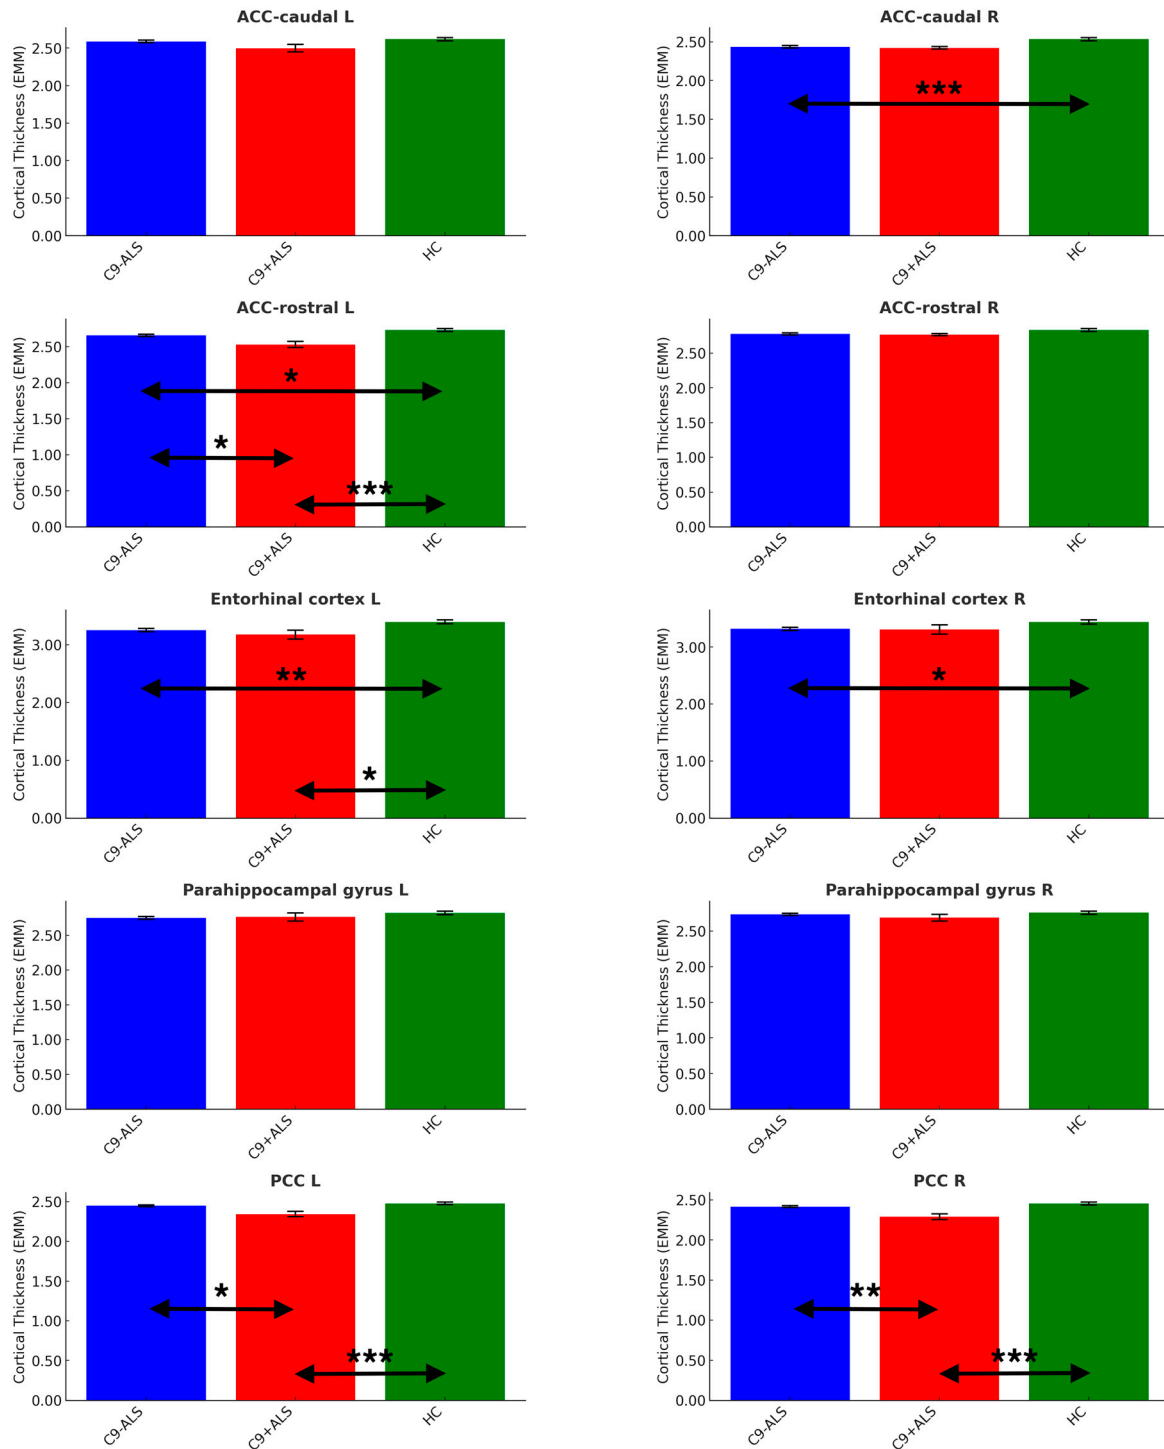 ACC-caudal L
Cortical Thickness (EMM)
2.50
2.00
1.50
1.00
0.50
0.00
C9-ALS
C9+ALS
HC
ACC-caudal R
Cortical Thickness (EMM)
2.50
2.00
1.50
1.00
0.50
0.00
***
C9-ALS
C9+ALS
HC
ACC-rostral L
Cortical Thickness (EMM)
2.50
2.00
1.50
1.00
0.50
0.00
*
*
***
C9-ALS
C9+ALS
HC
ACC-rostral R
Cortical Thickness (EMM)
2.50
2.00
1.50
1.00
0.50
0.00
C9-ALS
C9+ALS
HC
Entorhinal cortex L
Cortical Thickness (EMM)
3.00
2.00
1.00
0.00
**
*
C9-ALS
C9+ALS
HC
Entorhinal cortex R
Cortical Thickness (EMM)
3.00
2.00
1.00
0.00
*
C9-ALS
C9+ALS
HC
Parahippocampal gyrus L
Cortical Thickness (EMM)
2.50
2.00
1.50
1.00
0.50
0.00
C9-ALS
C9+ALS
HC
Parahippocampal gyrus R
Cortical Thickness (EMM)
2.50
2.00
1.50
1.00
0.50
0.00
C9-ALS
C9+ALS
HC
PCC L
Cortical Thickness (EMM)
2.50
2.00
1.50
1.00
0.50
0.00
*
***
C9-ALS
C9+ALS
HC
PCC R
Cortical Thickness (EMM)
2.50
2.00
1.50
1.00
0.50
0.00
**
***
C9-ALS
C9+ALS
HC